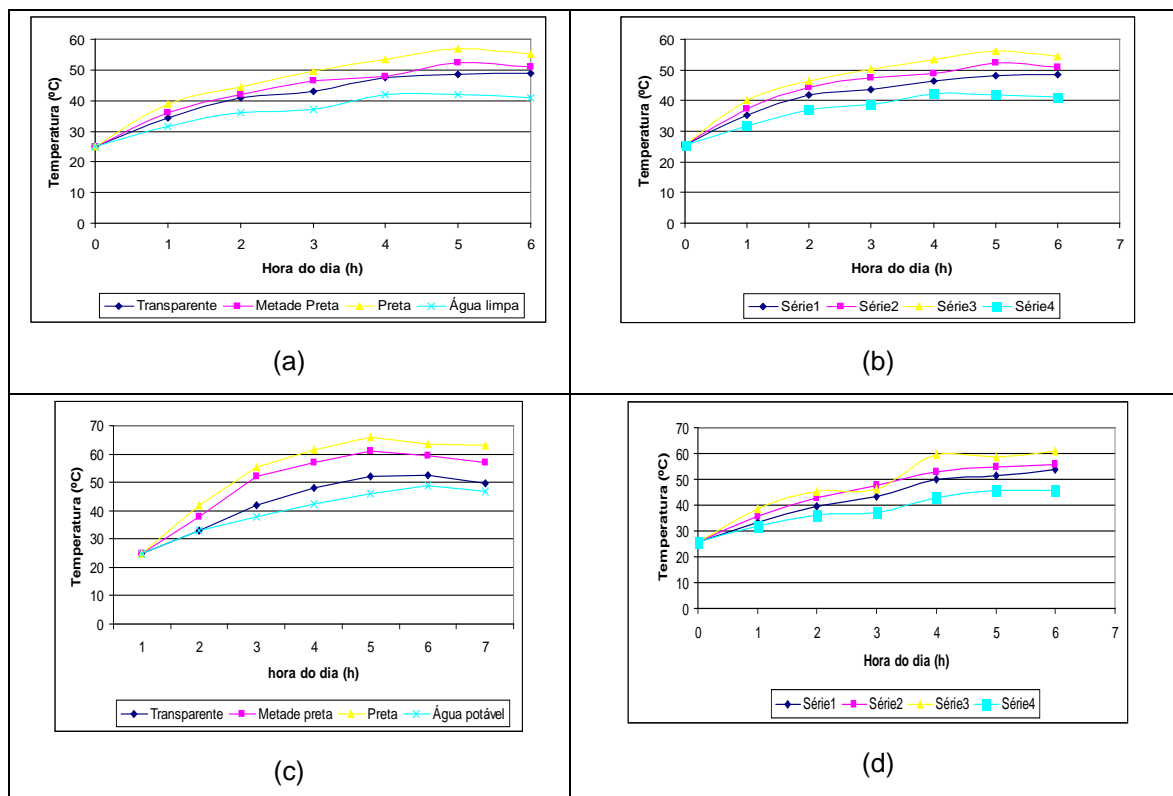 Temperatura (ºC)
60
50
40
30
20
10
0
0 1 2 3 4 5 6
Hora do dia (h)
Transparente Metade Preta Preta Água limpa
(a)
Temperatura (ºC)
60
50
40
30
20
10
0
0 1 2 3 4 5 6 7
Hora do dia (h)
Série1 Série2 Série3 Série4
(b)
Temperatura (ºC)
70
60
50
40
30
20
10
0
1 2 3 4 5 6 7
hora do dia (h)
Transparente Metade preta Preta Água potável
(c)
Temperatura (ºC)
70
60
50
40
30
20
10
0
0 1 2 3 4 5 6 7
Hora do dia (h)
Série1 Série2 Série3 Série4
(d)